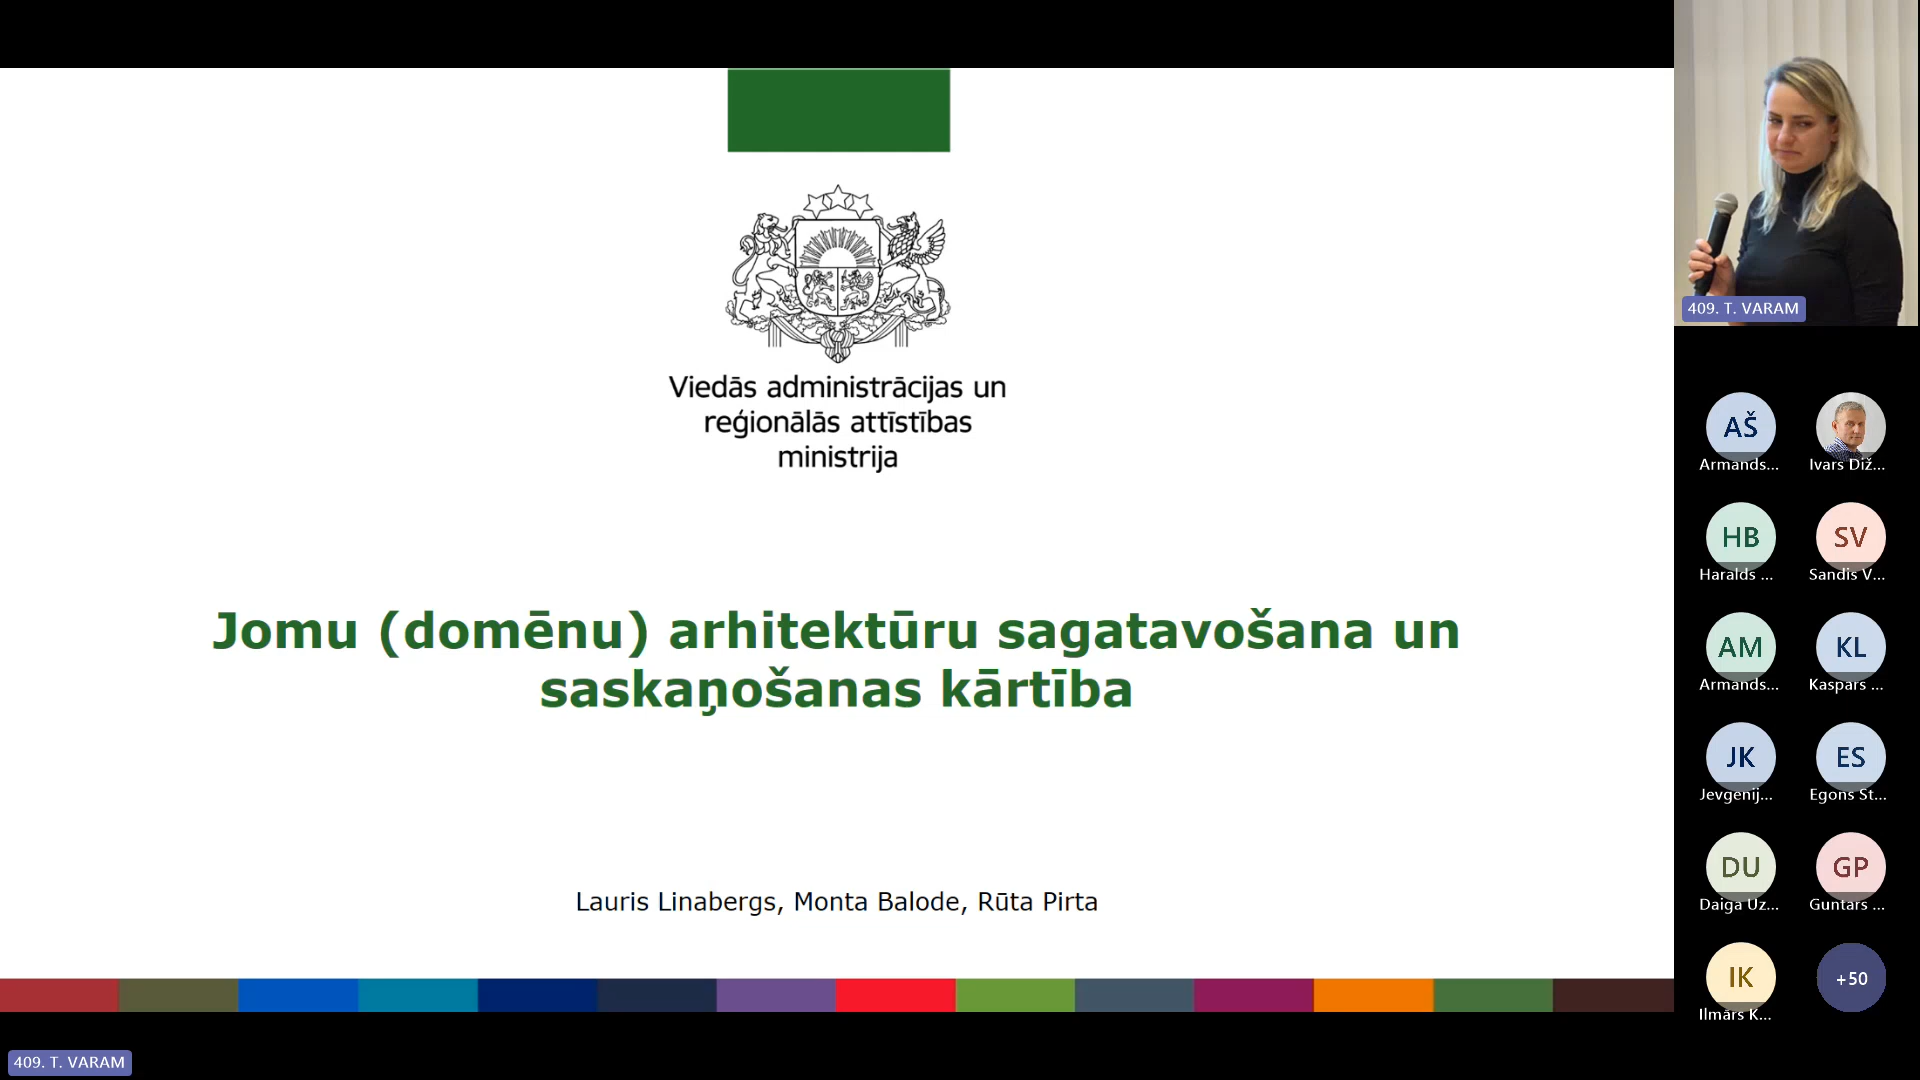 Viedās administrācijas un
reģionālās attīstības
ministrija
Jomu (domēnu) arhitektūru sagatavošana un
saskaņošanas kārtība
Lauris Linabergs, Monta Balode, Rūta Pirta
409. T. VARAM
409. T. VARAM
AŠ
Armands...
Ivars Diž...
HB
Haralds ...
SV
Sandis V...
AM
Armands...
KL
Kaspars ...
JK
Jevgenij...
ES
Egons St...
DU
Daiga Uz...
GP
Guntars ...
IK
Ilmārs K...
+50